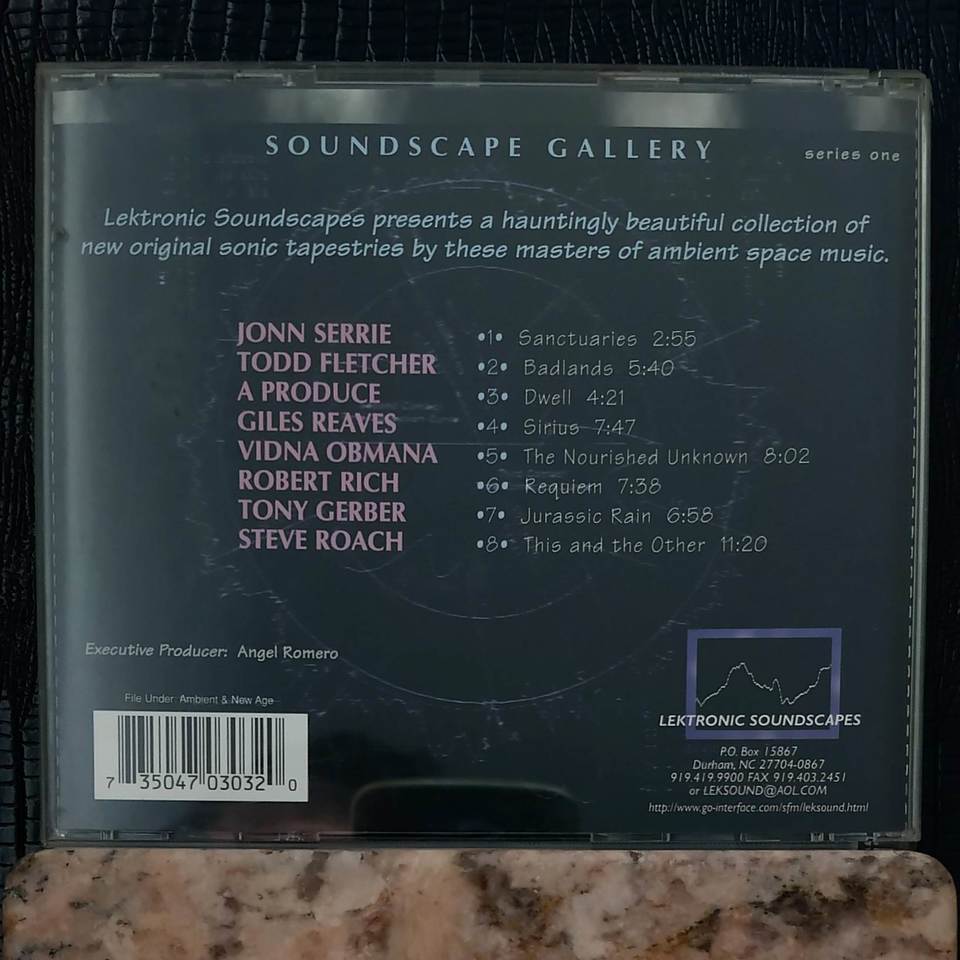 SOUNDSCAPE GALLERY
series one
Lektronic Soundscapes presents a hauntingly beautiful collection of
new original sonic tapestries by these masters of ambient space music.
JONN SERRIE •1• Sanctuaries 2:55
TODD FLETCHER •2• Badlands 5:40
A PRODUCE •3• Dwell 4:21
GILES REAVES •4• Sirius 7:47
VIDNA OBMANA •5• The Nourished Unknown 8:02
ROBERT RICH •6• Requiem 7:38
TONY GERBER •7• Jurassic Rain 6:58
STEVE ROACH •8• This and the Other 11:20
Executive Producer: Angel Romero
File Under: Ambient & New Age
7 35047 03032 0
LEKTRONIC SOUNDSCAPES
P.O. Box 15867
Durham, NC 27704-0867
919.419.9900 FAX 919.403.2451
or LEKSOUND@AOL.COM
http://www.go-interface.com/sfm/leksound.html